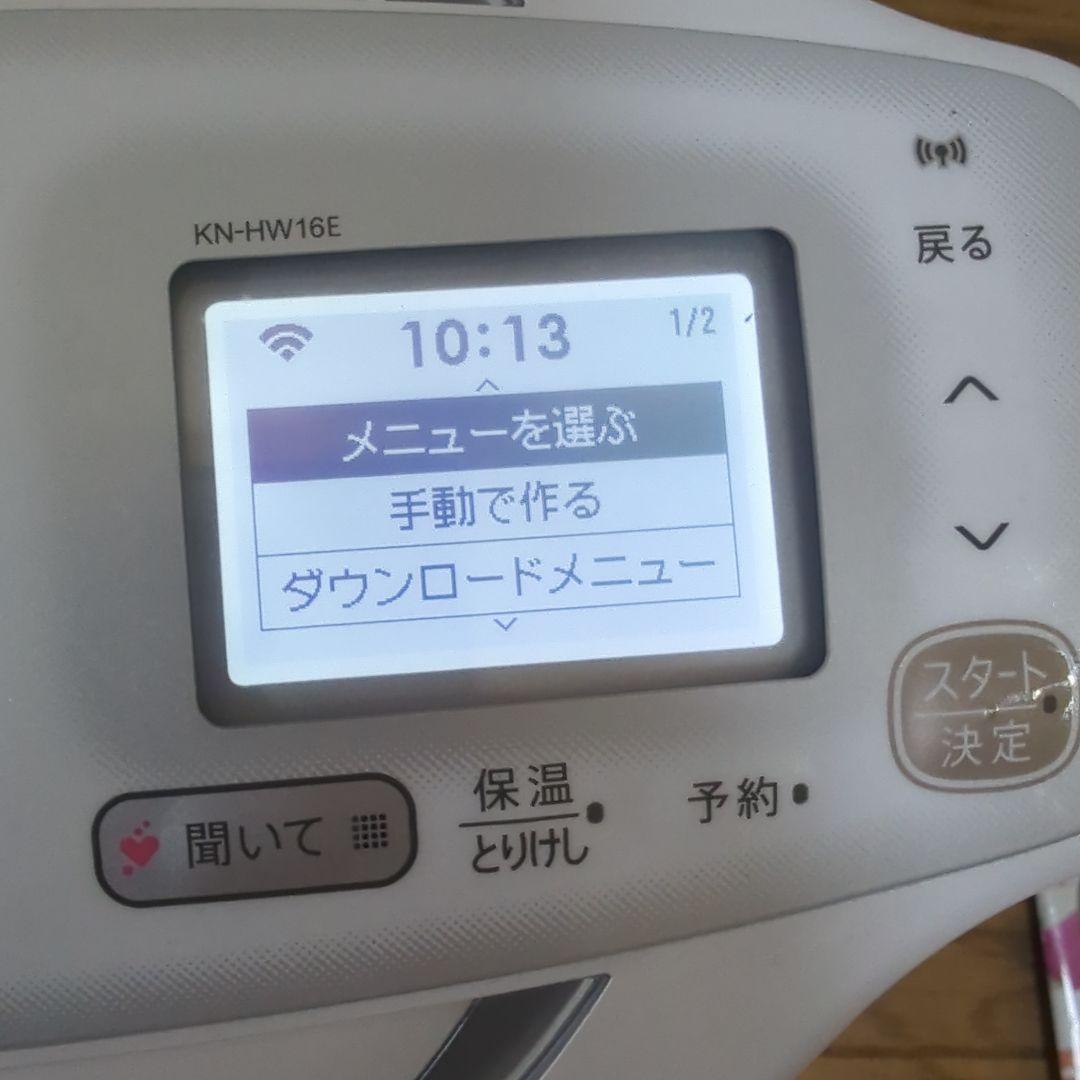 KN-HW16E
戻る
10:13
1/2
メニューを選ぶ
手動で作る
ダウンロードメニュー
スタート
決定
聞いて
保温
とりけし
予約